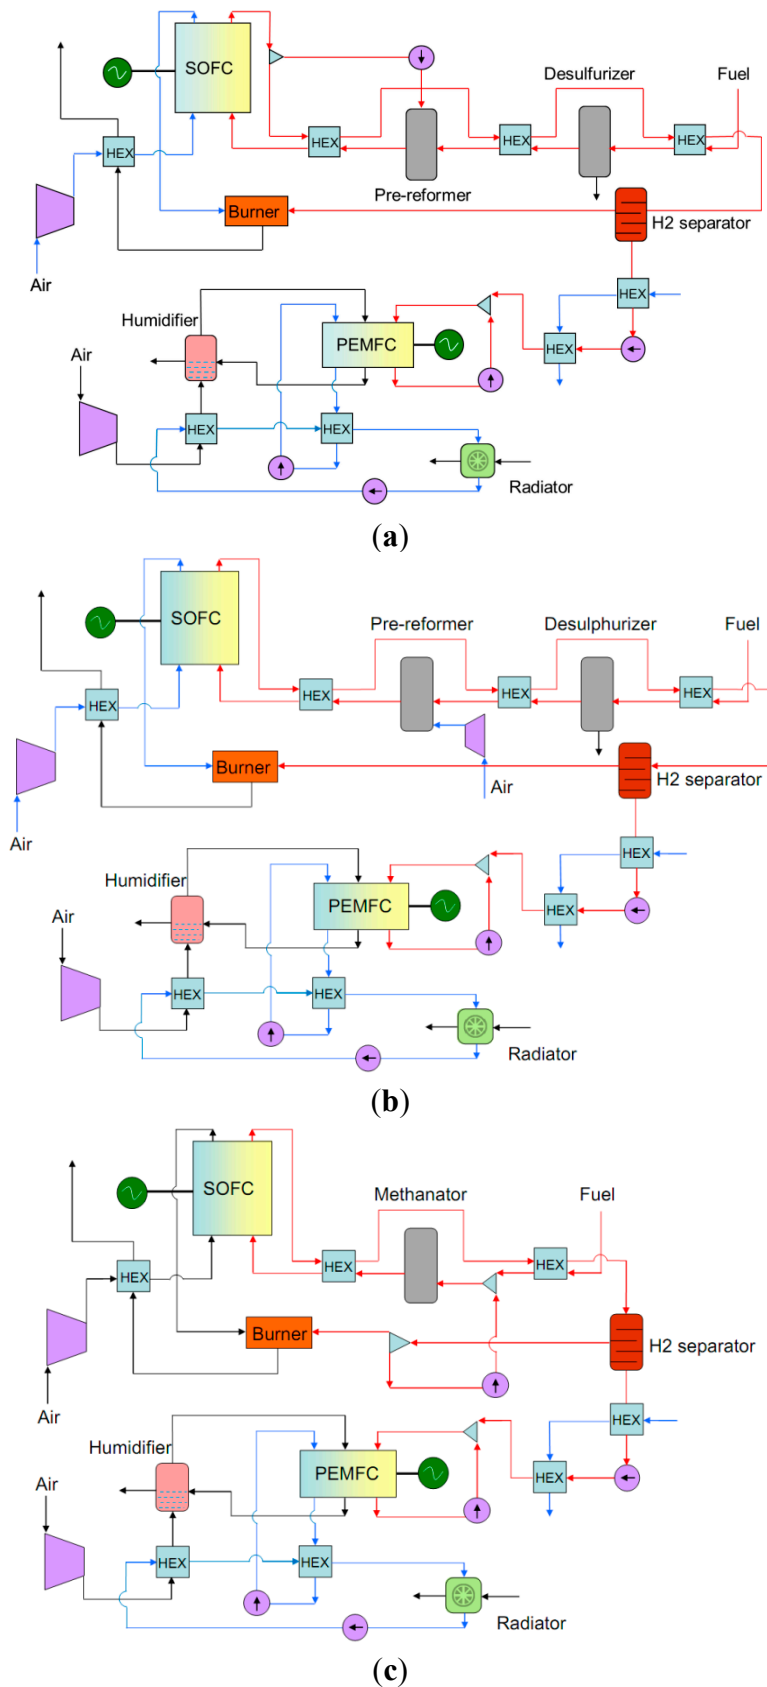 SOFC
Desulfurizer
Fuel
HEX
HEX
HEX
HEX
Pre-reformer
Burner
H2 separator
Air
HEX
Humidifier
PEMFC
HEX
Air
HEX
HEX
Radiator
(a)
SOFC
Pre-reformer
Desulphurizer
Fuel
HEX
HEX
HEX
HEX
Burner
H2 separator
Air
Air
HEX
Humidifier
PEMFC
HEX
Air
HEX
HEX
Radiator
(b)
SOFC
Methanator
Fuel
HEX
HEX
HEX
Burner
H2 separator
Air
HEX
Humidifier
PEMFC
HEX
Air
HEX
HEX
Radiator
(c)